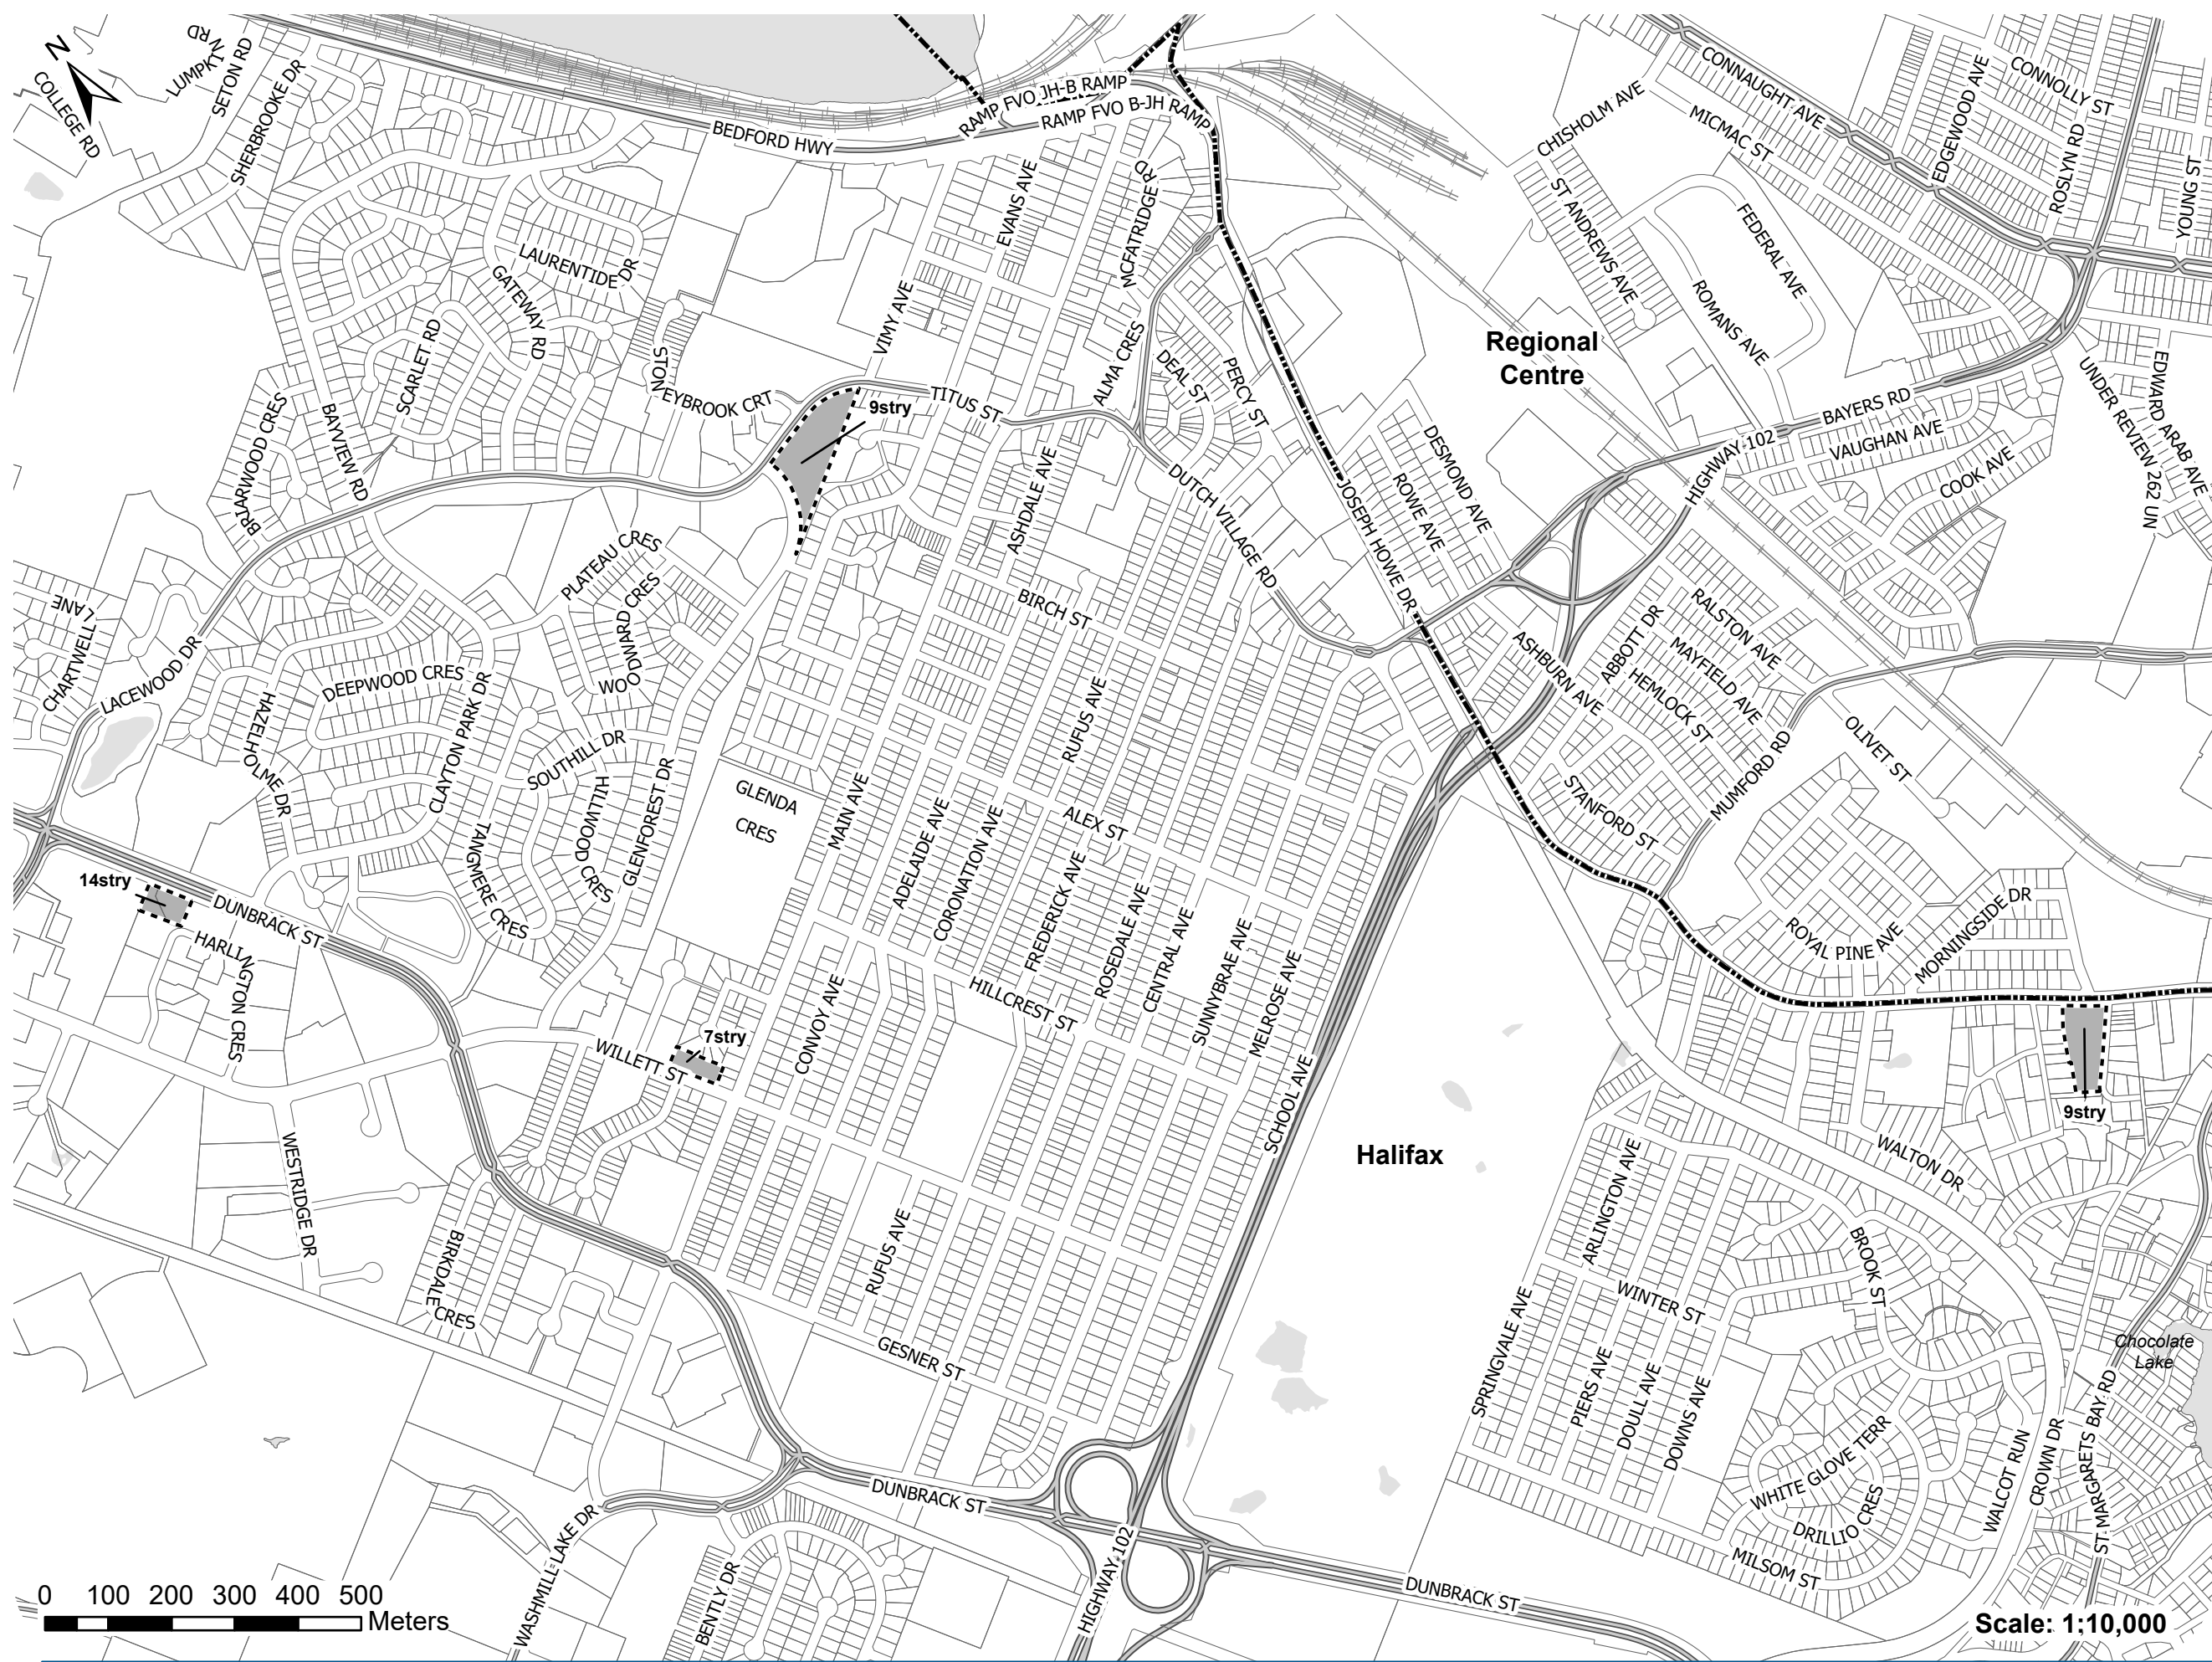 N
COLLEGE RD
LUMPKIN RD
SETON RD
SHERBROOKE DR
BEDFORD HWY
RAMP FVO JH-B RAMP
RAMP FVO B-JH RAMP
CONNAUGHT AVE
CHISHOLM AVE
MICMAC ST
EDGEWOOD AVE
CONNOLLY ST
ROSLYN RD
YOUNG ST
ST ANDREWS AVE
FEDERAL AVE
ROMANS AVE
EVANS AVE
MCFATRIDGE RD
LAURENTIDE DR
GATEWAY RD
SCARLET RD
VIMY AVE
STONEYBROOK CRT
TITUS ST
9stry
ALMA CRES
DEAL ST
PERCY ST
Regional
Centre
BAYERS RD
VAUGHAN AVE
HIGHWAY 102
COOK AVE
UNDER REVIEW 262 UN
EDWARD ARAB AVE
BRIARWOOD CRES
BAYVIEW RD
ASHDALE AVE
DUTCH VILLAGE RD
JOSEPH HOWE DR
DESMOND AVE
ROWE AVE
PLATEAU CRES
WOODWARD CRES
BIRCH ST
CHARTWELL LANE
LACEWOOD DR
DEEPWOOD CRES
HAZELHOLME DR
CLAYTON PARK DR
SOUTHILL DR
HILLWOOD CRES
TANGMERE CRES
GLENFOREST DR
GLENDA
CRES
MAIN AVE
ADELAIDE AVE
CORONATION AVE
RUFUS AVE
ALEX ST
FREDERICK AVE
ROSEDALE AVE
CENTRAL AVE
SUNNYBRAE AVE
MELROSE AVE
ASHBURN AVE
ABBOTT DR
RALSTON AVE
MAYFIELD AVE
HEMLOCK ST
STANFORD ST
MUMFORD RD
OLIVET ST
ROYAL PINE AVE
MORNINGSIDE DR
14stry
DUNBRACK ST
HARLINGTON CRES
WILLETT ST
7stry
CONVOY AVE
HILLCREST ST
SCHOOL AVE
Halifax
9stry
WALTON DR
WESTRIDGE DR
BIRKDALE CRES
RUFUS AVE
GESNER ST
ARLINGTON AVE
WINTER ST
SPRINGVALE AVE
PIERS AVE
DOULL AVE
DOWNS AVE
BROOK ST
Chocolate
Lake
WHITE GLOVE TERR
DRILLIO CRES
MILSOM ST
WALCOT RUN
CROWN DR
ST MARGARETS BAY RD
DUNBRACK ST
HIGHWAY 102
DUNBRACK ST
WASHMILL LAKE DR
BENTLY DR
0 100 200 300 400 500
Meters
Scale: 1:10,000